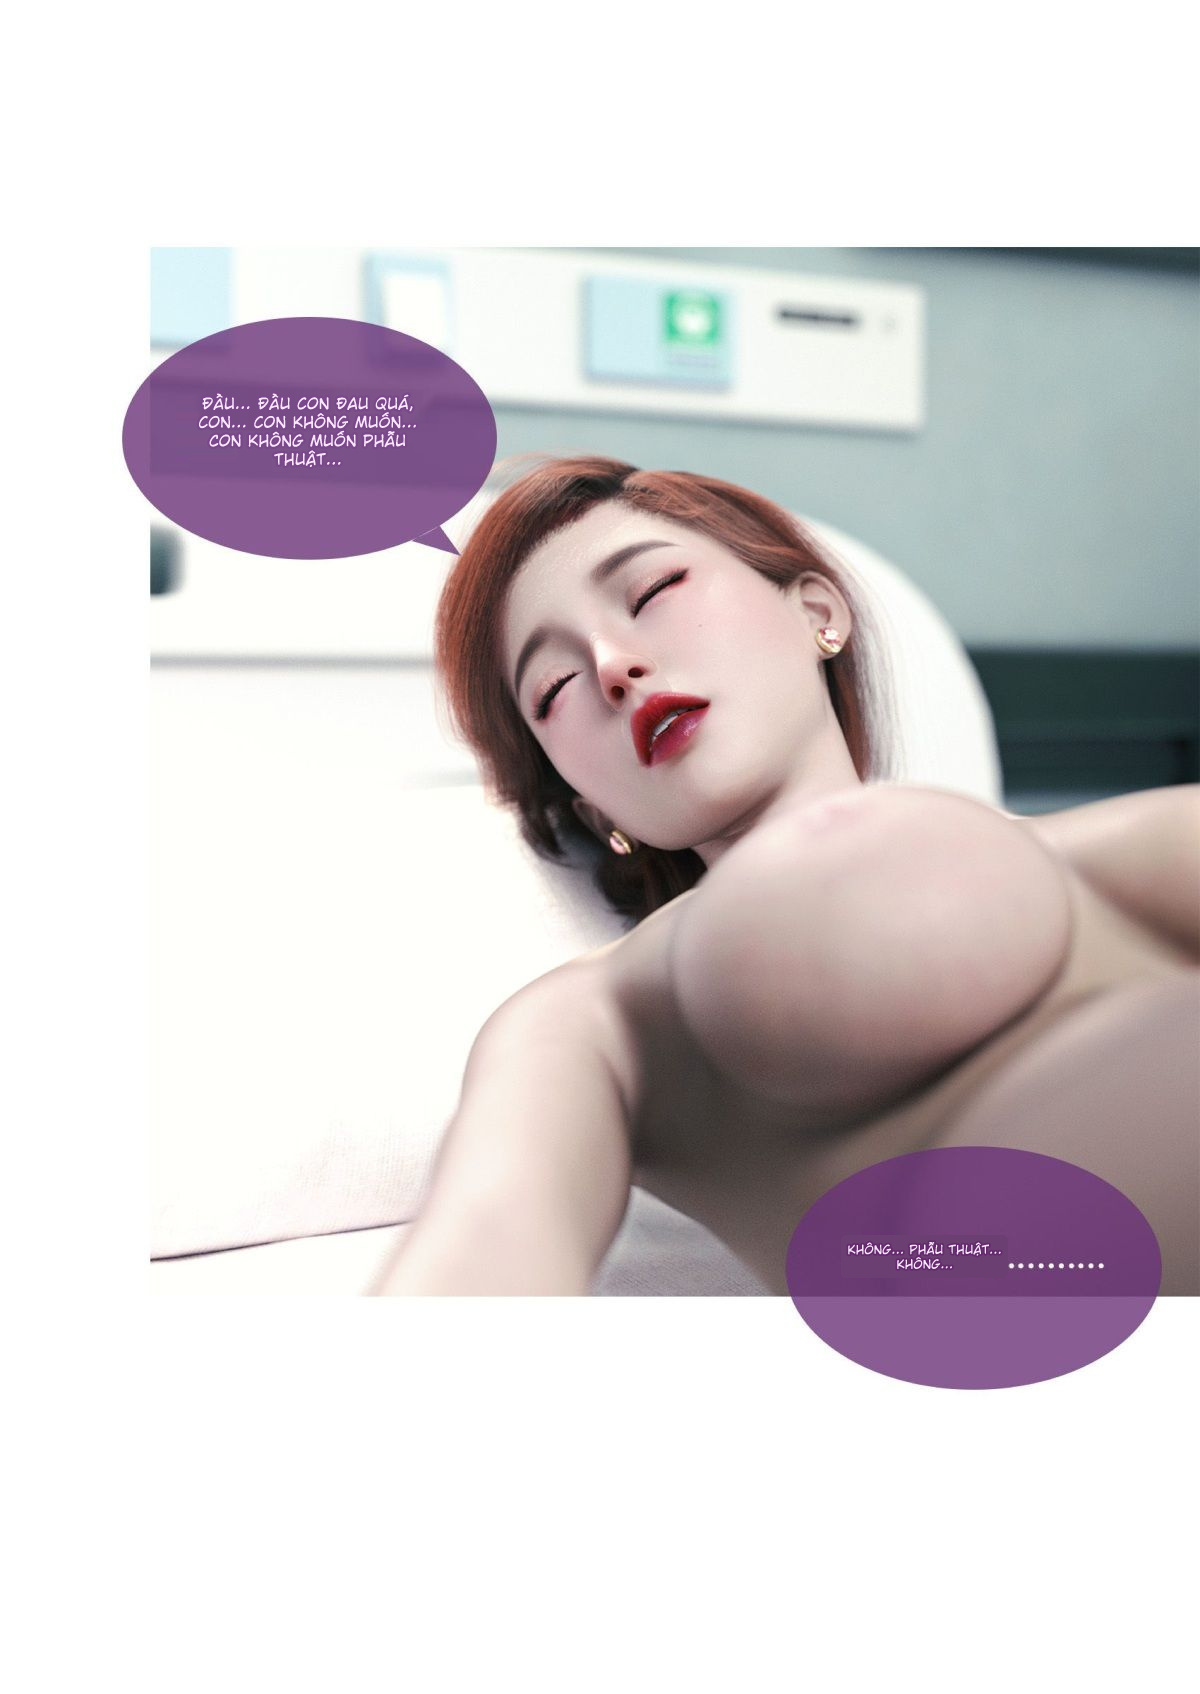 ĐẦU... ĐẦU CON ĐAU QUÁ,
CON... CON KHÔNG MUỐN...
CON KHÔNG MUỐN PHẪU
THUẬT...
KHÔNG... PHẪU THUẬT...
KHÔNG... ..........